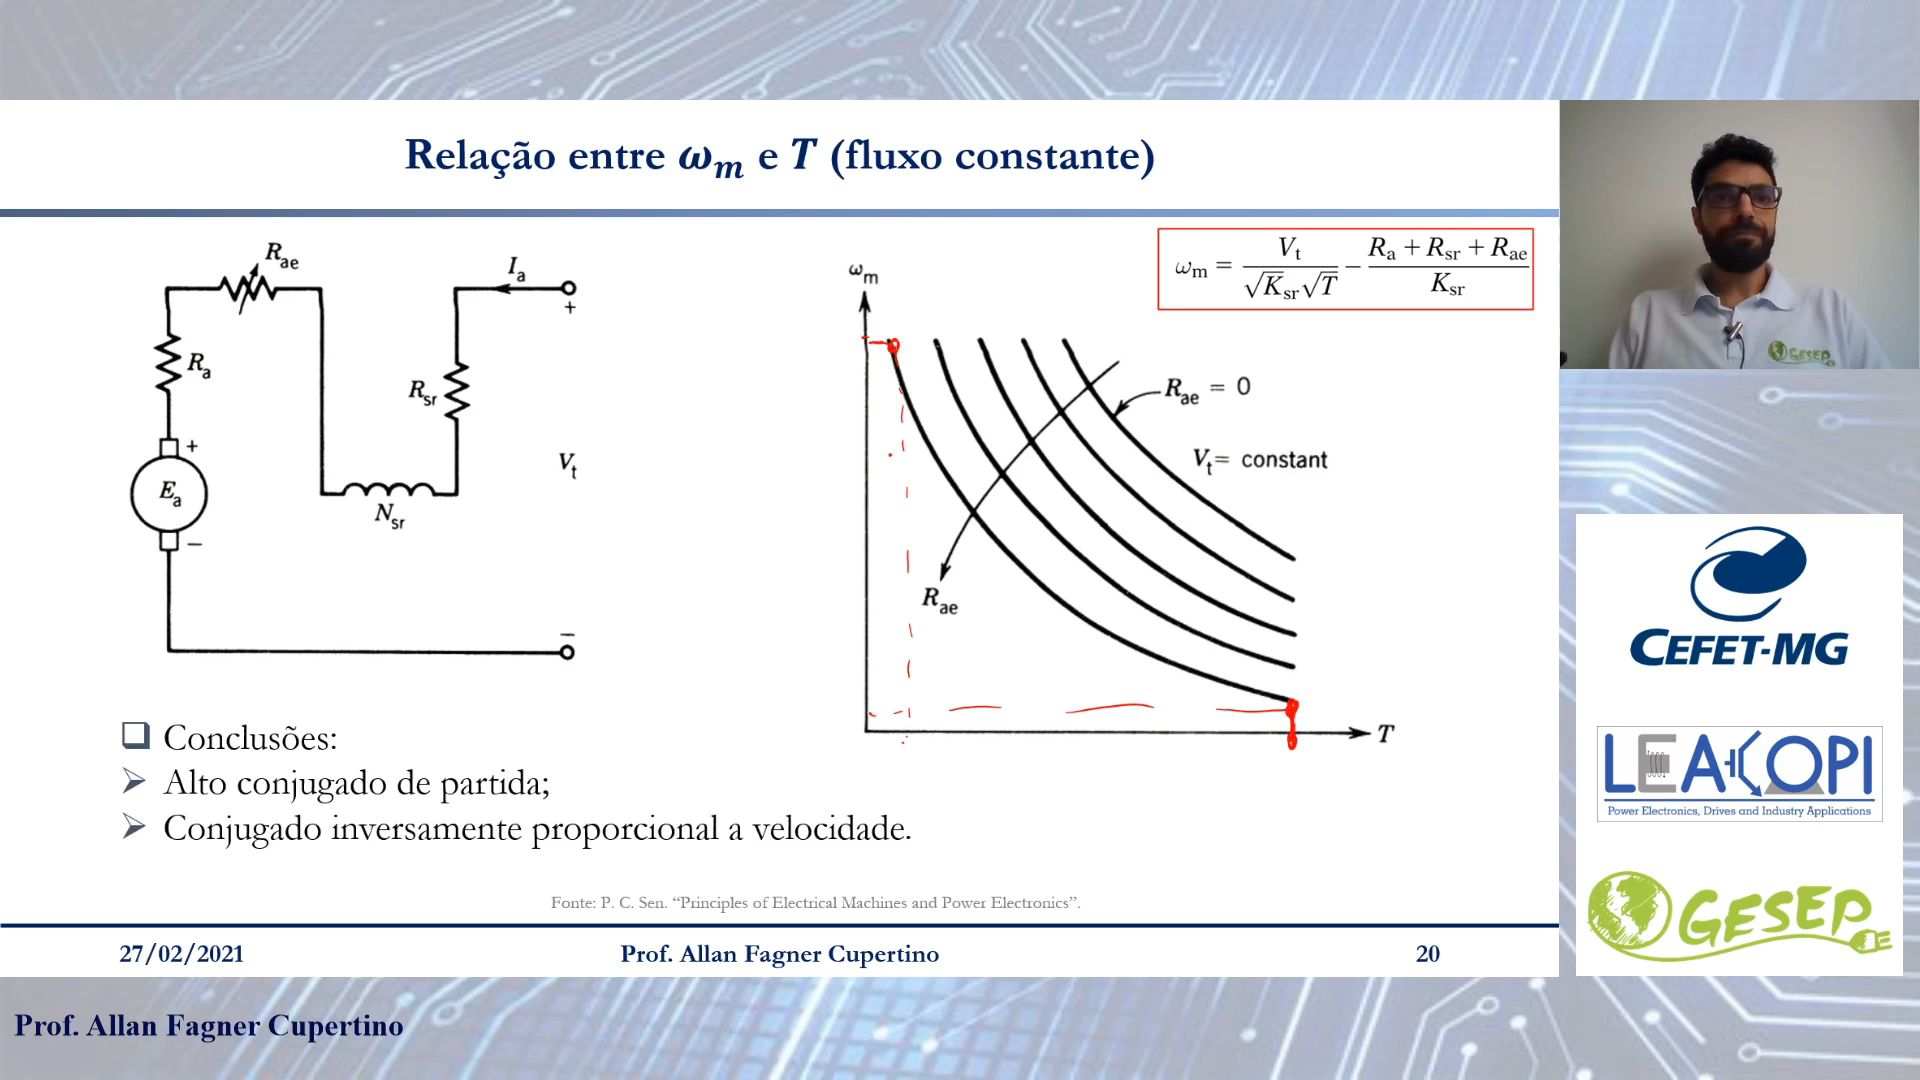 Relação entre ωm e T (fluxo constante)
Rae
Ia
+
Ra
Rsr
+
Ea
Vt
Nsr
−
−
ωm
ωm = Vt / √Ksr√T − Ra + Rsr + Rae / Ksr
Rae = 0
Vt = constant
Rae
T
Conclusões:
Alto conjugado de partida;
Conjugado inversamente proporcional a velocidade.
Fonte: P. C. Sen. “Principles of Electrical Machines and Power Electronics”.
27/02/2021
Prof. Allan Fagner Cupertino
20
Prof. Allan Fagner Cupertino
GESEP
CEFET-MG
LEACOPI
Power Electronics, Drives and Industry Applications
GESEP